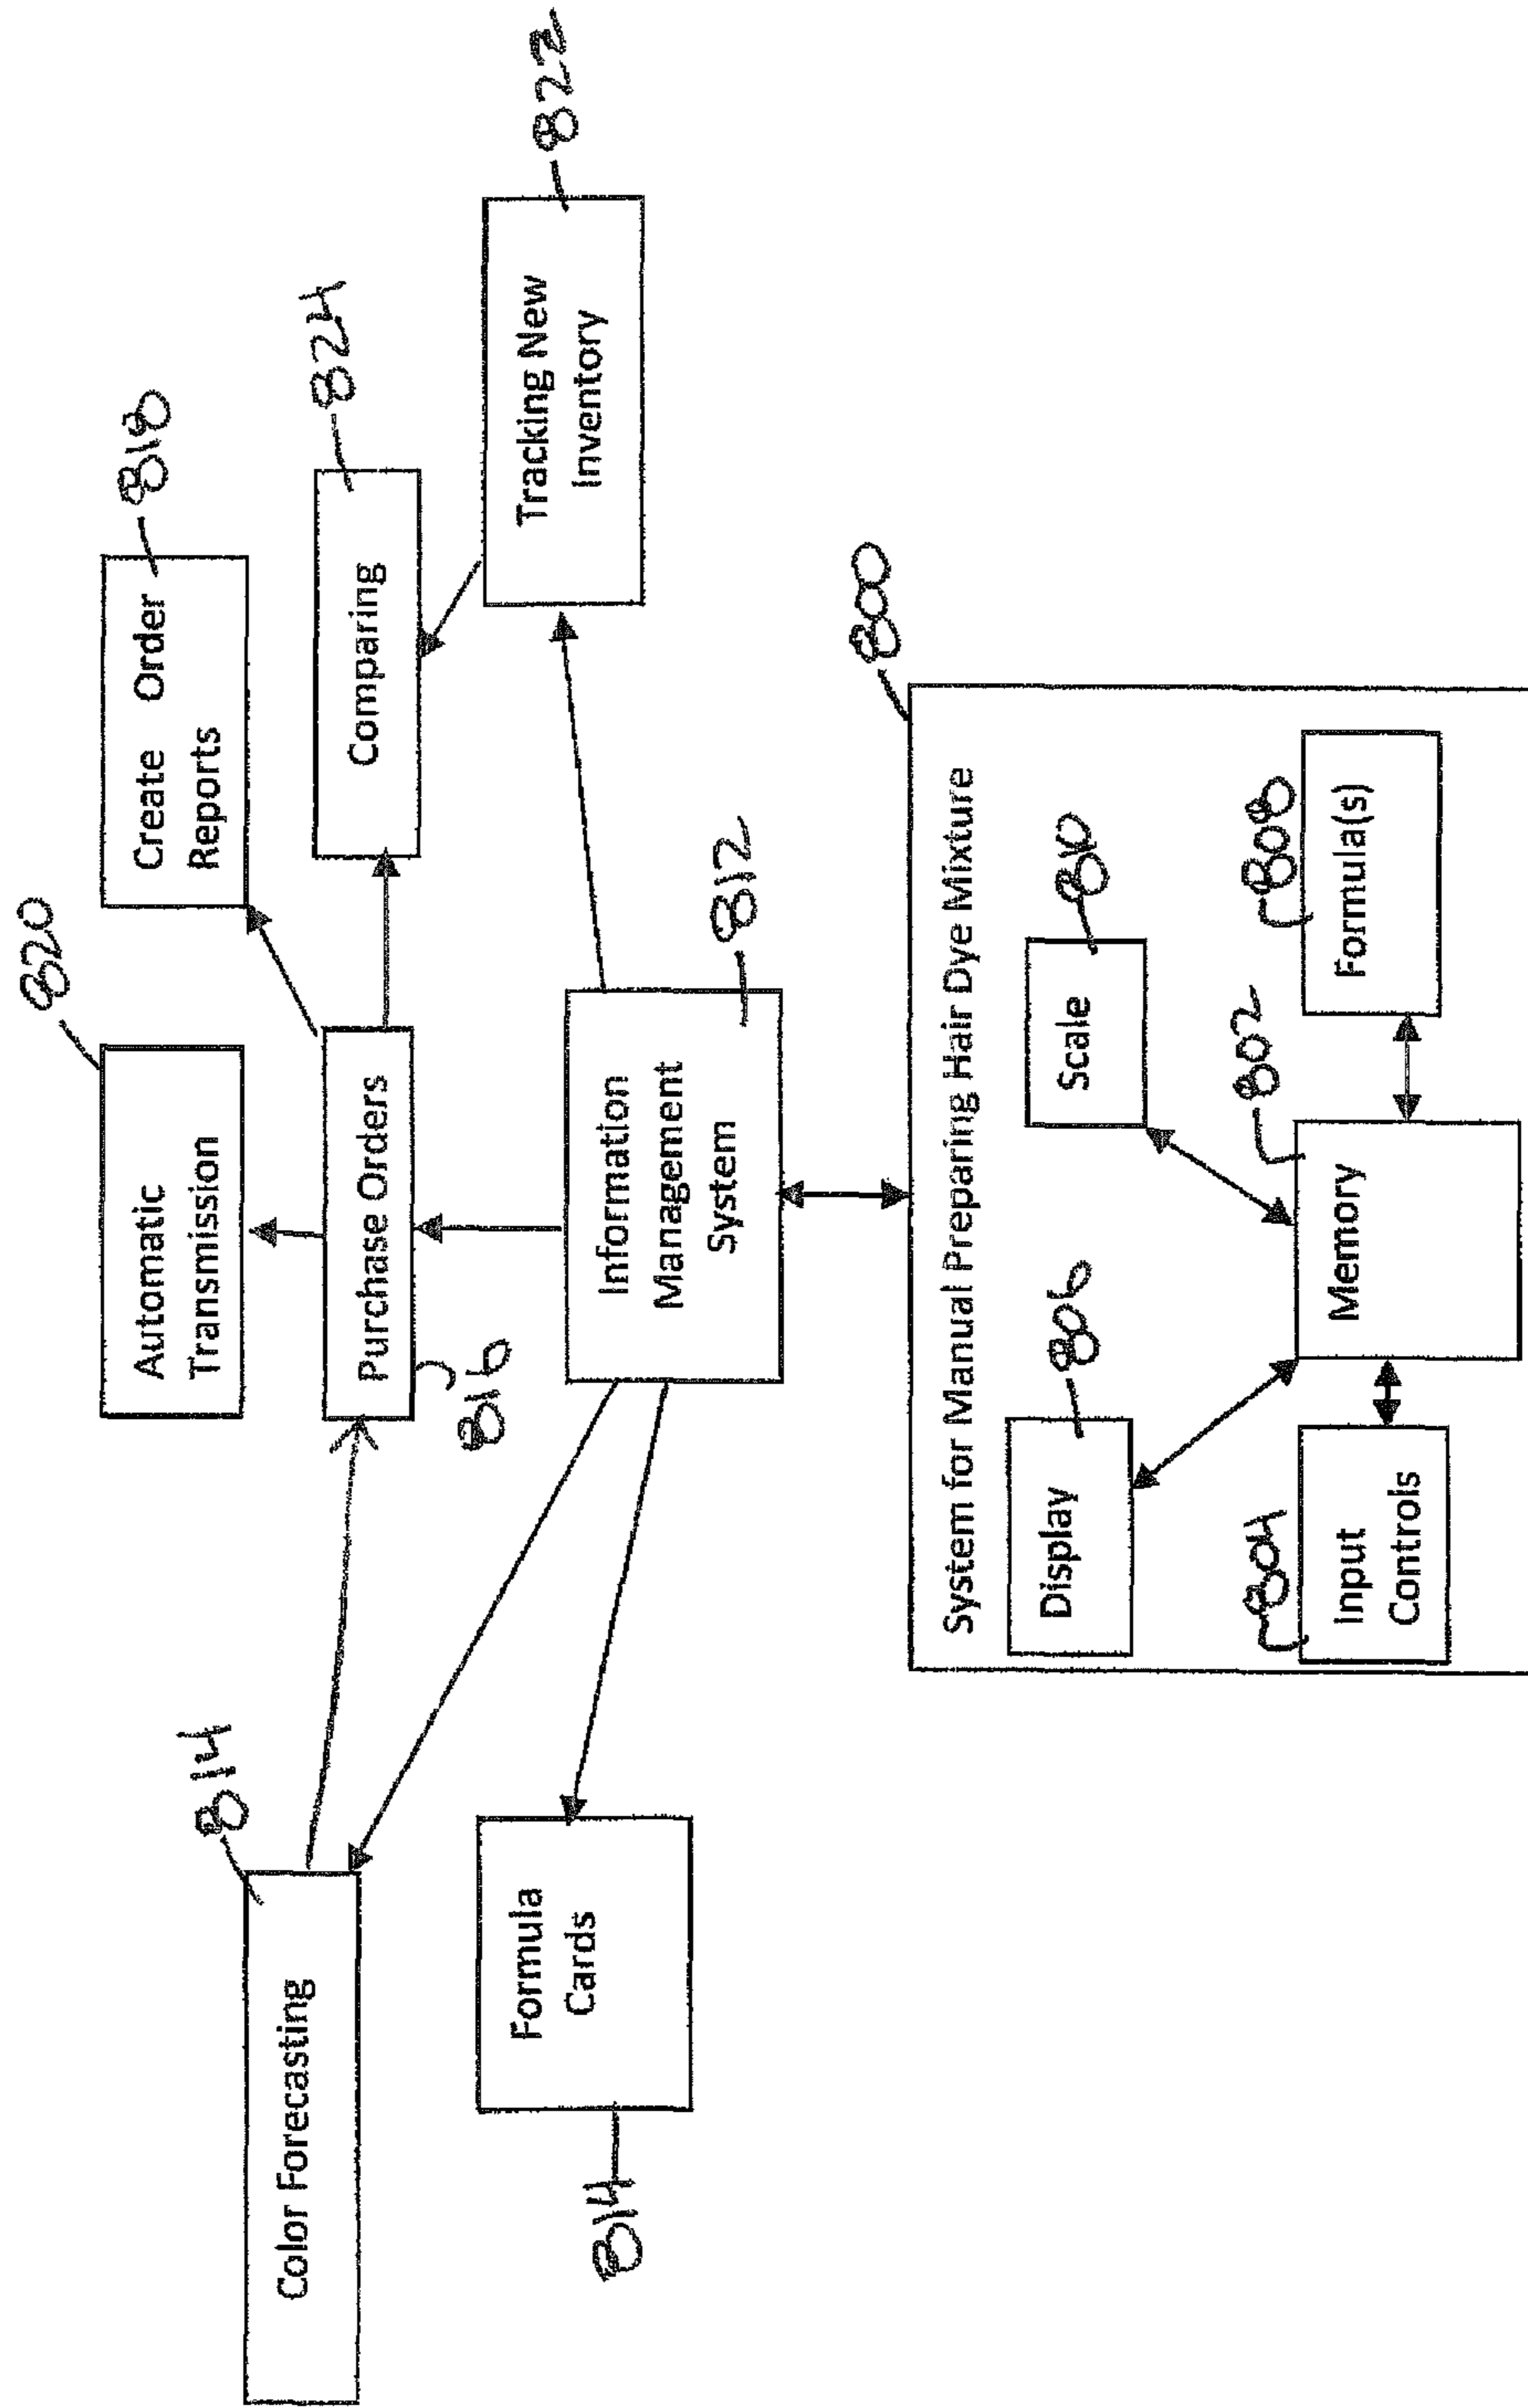 820
Automatic
Transmission
818
Create Order
Reports
814
Color Forecasting
Purchase Orders
816
824
Comparing
814
Formula
Cards
Information
Management
System
812
822
Tracking New
Inventory
800
System for Manual Preparing Hair Dye Mixture
Display
806
Scale
810
804
Input
Controls
802
Memory
808
Formula(s)